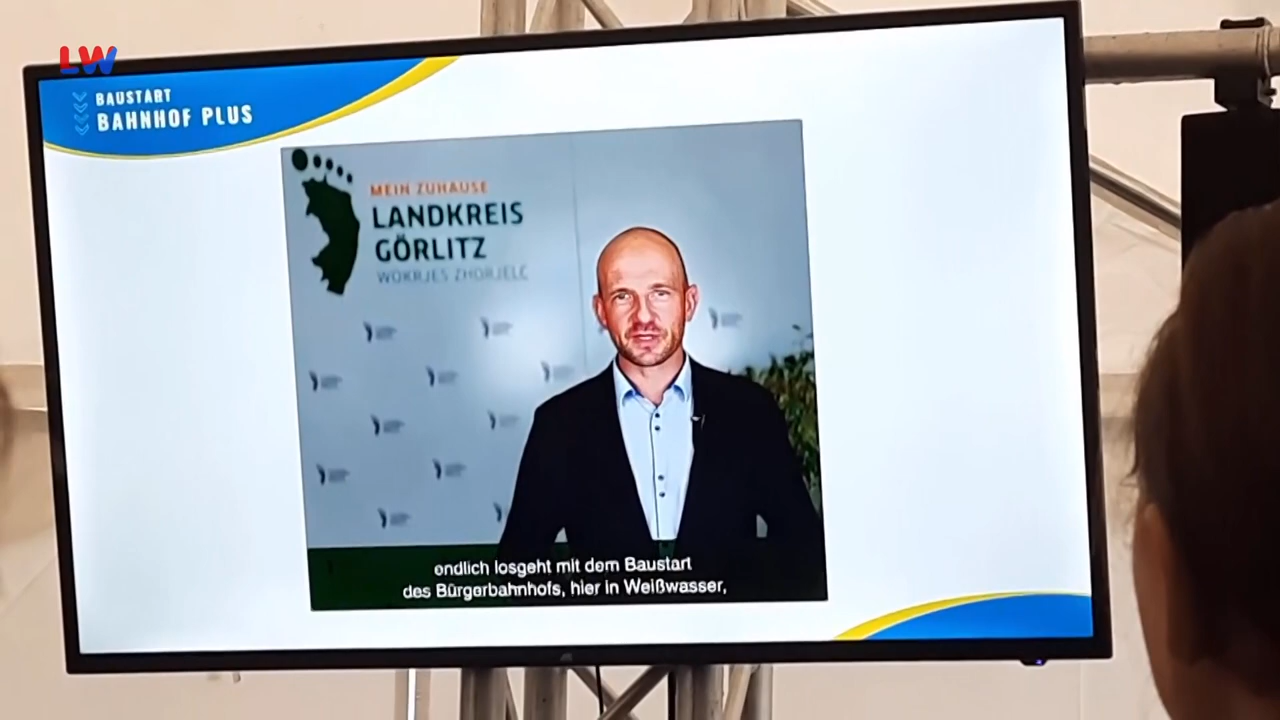 LW
BAUSTART
BAHNHOF PLUS
MEIN ZUHAUSE
LANDKREIS
GÖRLITZ
WOKRJES ZHORJELC
endlich losgeht mit dem Baustart
des Bürgerbahnhofs, hier in Weißwasser,